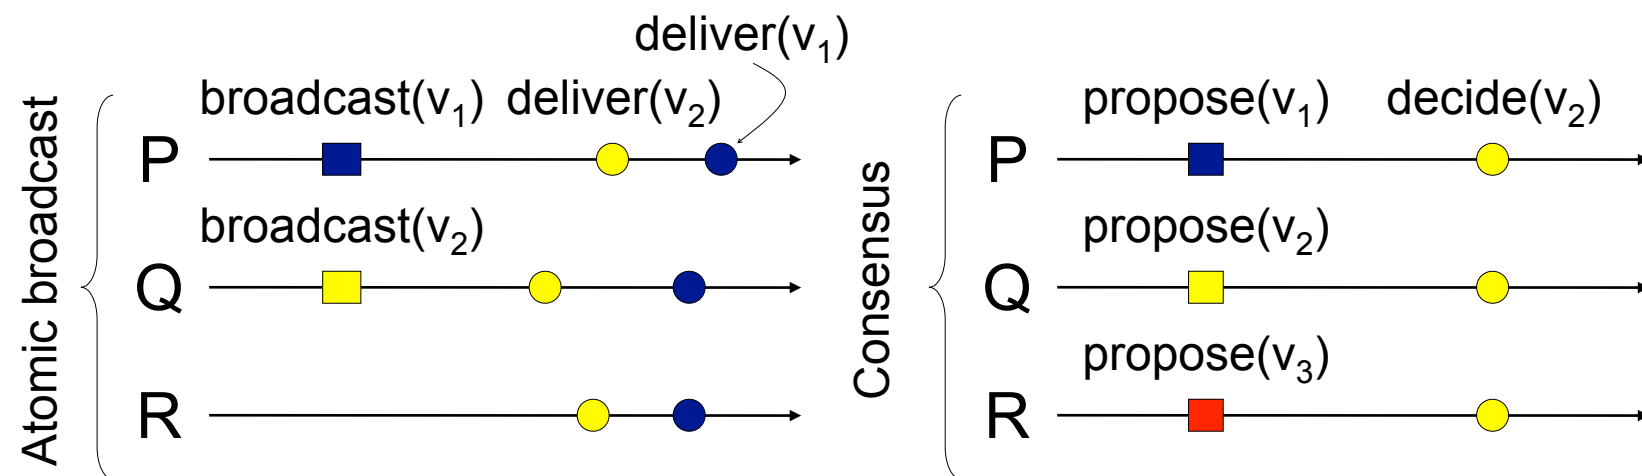 Atomic broadcast
deliver(v₁)
broadcast(v₁) deliver(v₂)
P
broadcast(v₂)
Q
R
Consensus
propose(v₁) decide(v₂)
P
propose(v₂)
Q
propose(v₃)
R